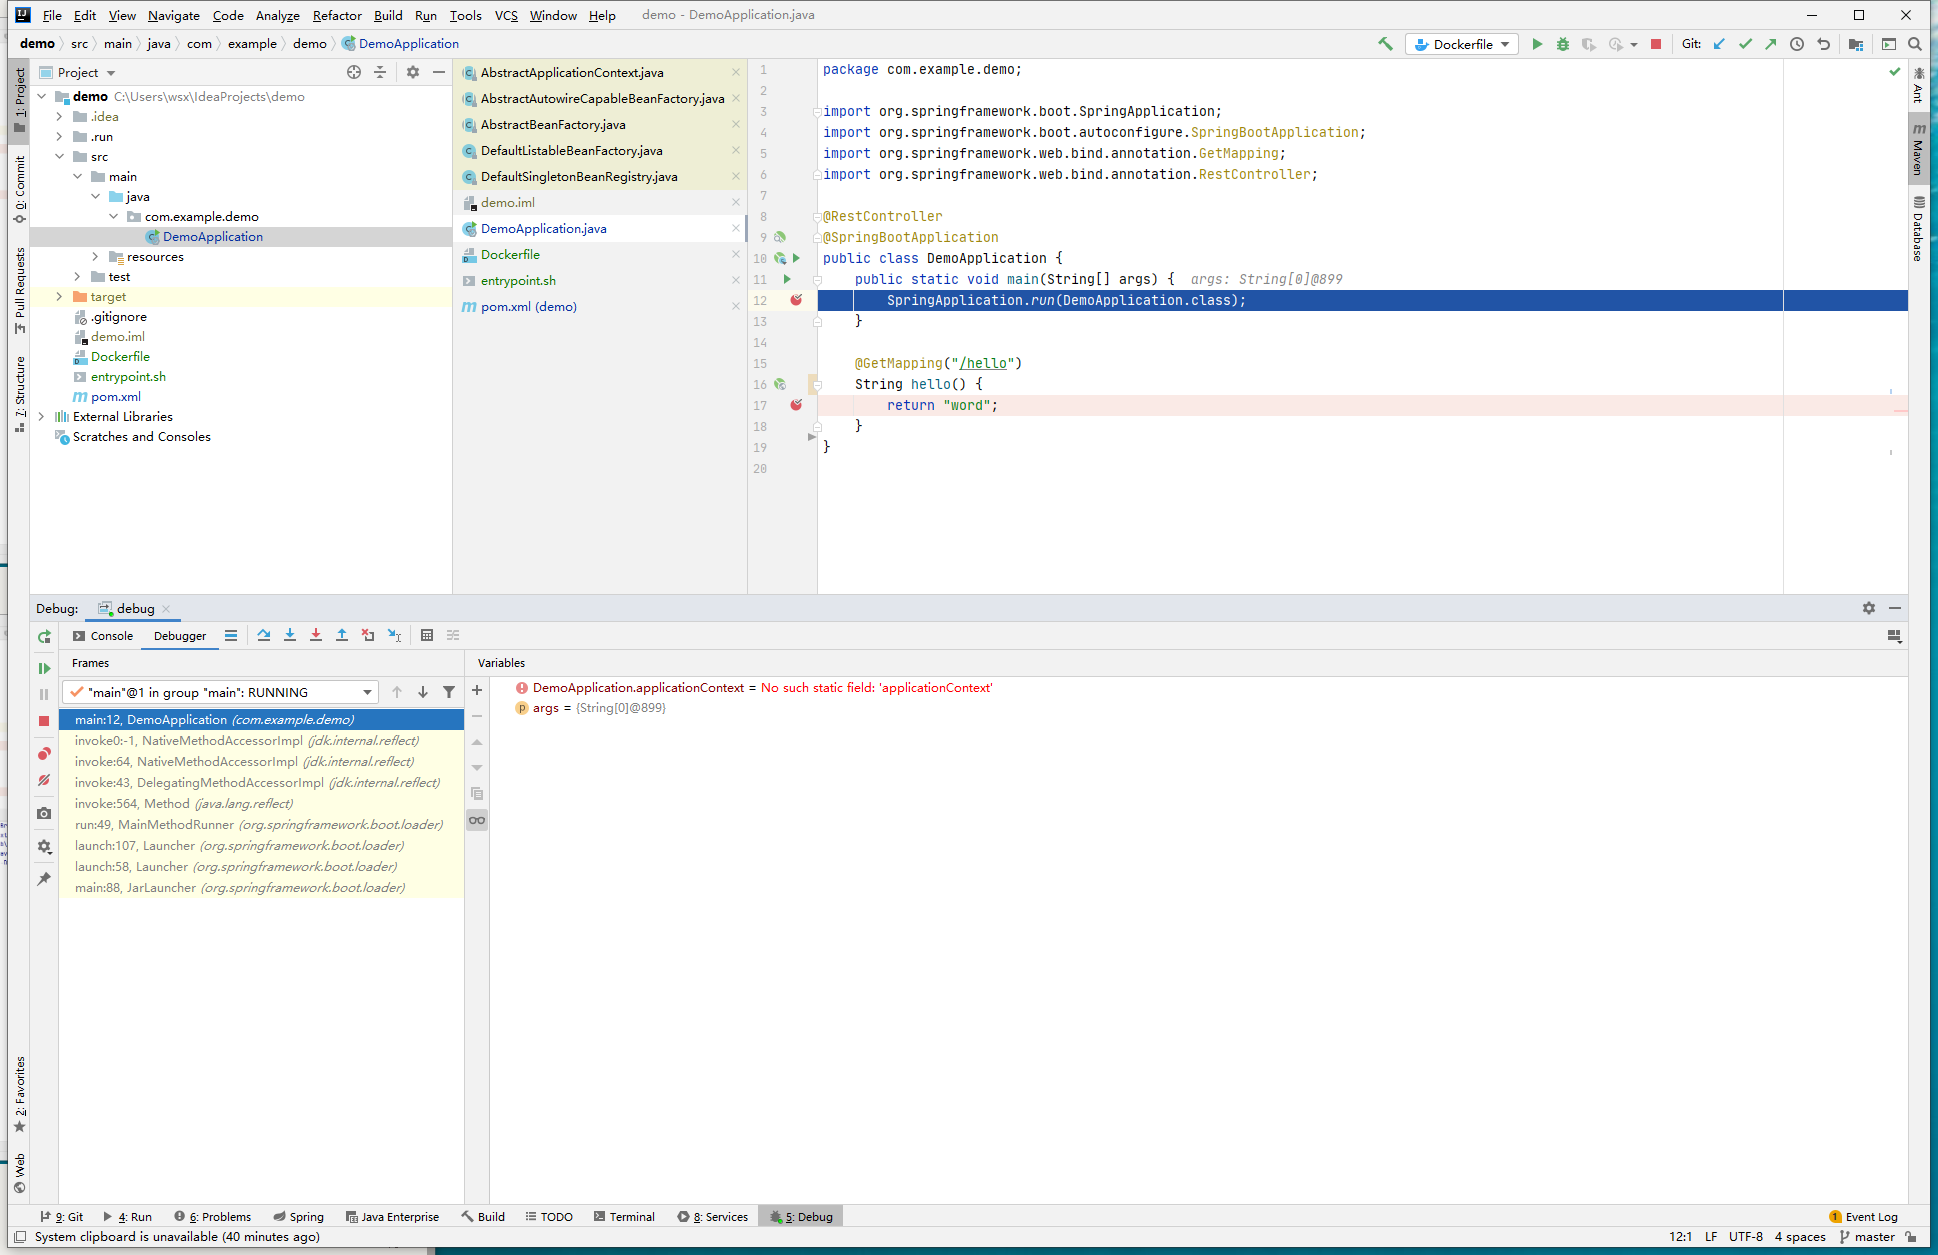 File Edit View Navigate Code Analyze Refactor Build Run Tools VCS Window Help demo - DemoApplication.java
demo src main java com example demo DemoApplication
Dockerfile
Git:
1: Project
0: Commit
Pull Requests
7: Structure
2: Favorites
Web
Project
demo C:\Users\wsx\IdeaProjects\demo
.idea
.run
src
main
java
com.example.demo
DemoApplication
resources
test
target
.gitignore
demo.iml
Dockerfile
entrypoint.sh
pom.xml
External Libraries
Scratches and Consoles
AbstractApplicationContext.java
AbstractAutowireCapableBeanFactory.java
AbstractBeanFactory.java
DefaultListableBeanFactory.java
DefaultSingletonBeanRegistry.java
demo.iml
DemoApplication.java
Dockerfile
entrypoint.sh
pom.xml (demo)
1 package com.example.demo;
2
3 import org.springframework.boot.SpringApplication;
4 import org.springframework.boot.autoconfigure.SpringBootApplication;
5 import org.springframework.web.bind.annotation.GetMapping;
6 import org.springframework.web.bind.annotation.RestController;
7
8 @RestController
9 @SpringBootApplication
10 public class DemoApplication {
11 public static void main(String[] args) { args: String[0]@899
12 SpringApplication.run(DemoApplication.class);
13 }
14
15 @GetMapping("/hello")
16 String hello() {
17 return "word";
18 }
19 }
20
Ant
Maven
Database
Debug: debug
Console Debugger
Frames
"main"@1 in group "main": RUNNING
main:12, DemoApplication (com.example.demo)
invoke0:-1, NativeMethodAccessorImpl (jdk.internal.reflect)
invoke:64, NativeMethodAccessorImpl (jdk.internal.reflect)
invoke:43, DelegatingMethodAccessorImpl (jdk.internal.reflect)
invoke:564, Method (java.lang.reflect)
run:49, MainMethodRunner (org.springframework.boot.loader)
launch:107, Launcher (org.springframework.boot.loader)
launch:58, Launcher (org.springframework.boot.loader)
main:88, JarLauncher (org.springframework.boot.loader)
Variables
DemoApplication.applicationContext = No such static field: 'applicationContext'
args = {String[0]@899}
9: Git 4: Run 6: Problems Spring Java Enterprise Build TODO Terminal 8: Services 5: Debug 1 Event Log
System clipboard is unavailable (40 minutes ago) 12:1 LF UTF-8 4 spaces master